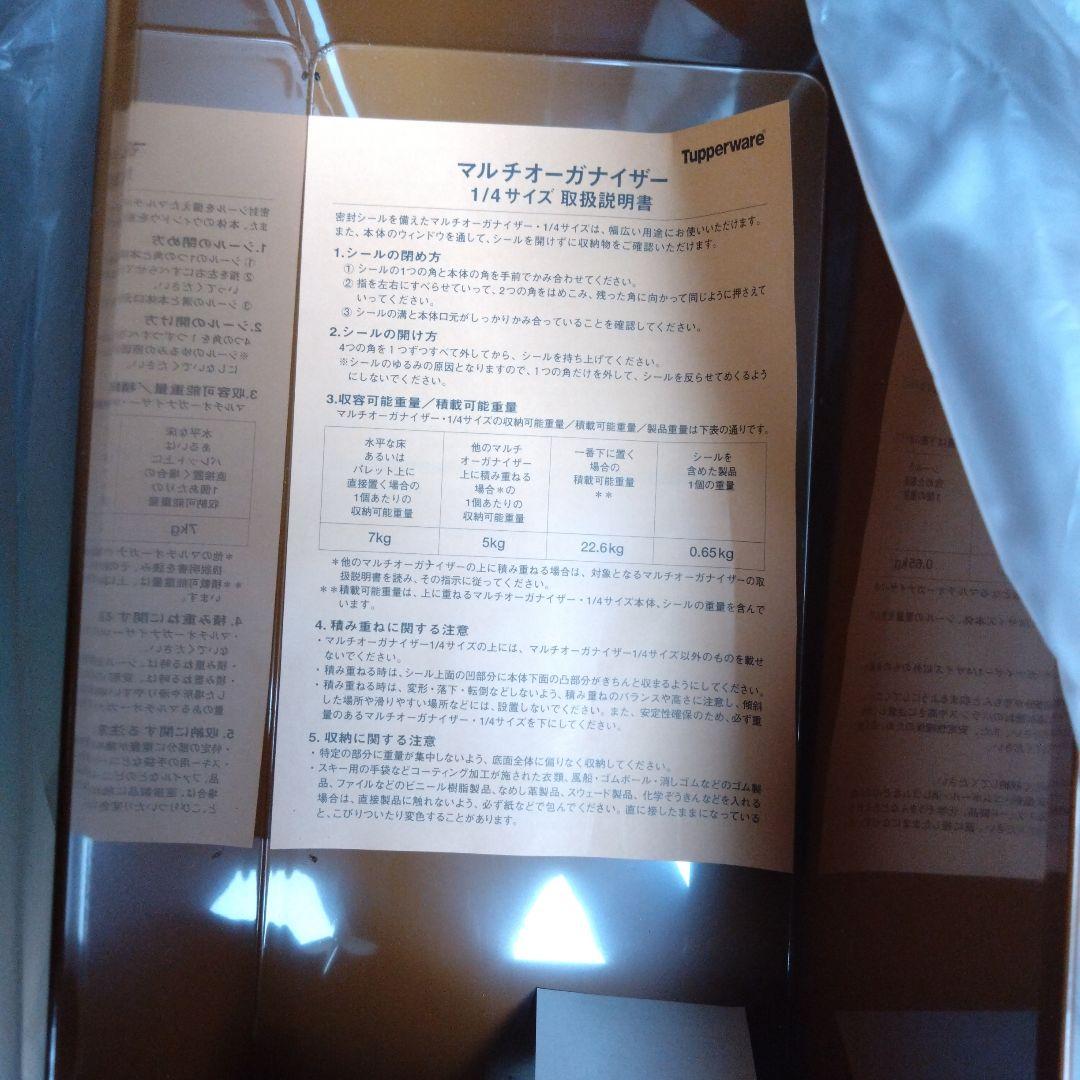 Tupperware
マルチオーガナイザー
1/4サイズ 取扱説明書
密封シールを備えたマルチオーガナイザー・1/4サイズは、幅広い用途にお使いいただけます。
また、本体のウィンドウを通して、シールを開けずに収納物をご確認いただけます。
1.シールの閉め方
① シールの1つの角と本体の角を手前でかみ合わせてください。
② 指を左右にすべらせていって、2つの角をはめこみ、残った角に向かって同じように押さえて
いってください。
③ シールの溝と本体口元がしっかりかみ合っていることを確認してください。
2.シールの開け方
4つの角を1つずつすべて外してから、シールを持ち上げてください。
※シールのゆるみの原因となりますので、1つの角だけを外して、シールを反らせてめくるよう
にしないでください。
3.収容可能重量／積載可能重量
マルチオーガナイザー・1/4サイズの収納可能重量／積載可能重量／製品重量は下表の通りです。
水平な床
あるいは
パレット上に
直接置く場合の
1個あたりの
収納可能重量
他のマルチ
オーガナイザー
上に積み重ねる
場合＊の
1個あたりの
収納可能重量
一番下に置く
場合の
積載可能重量
＊＊
シールを
含めた製品
1個の重量
7kg 5kg 22.6kg 0.65kg
＊他のマルチオーガナイザーの上に積み重ねる場合は、対象となるマルチオーガナイザーの取
扱説明書を読み、その指示に従ってください。
＊＊積載可能重量は、上に重ねるマルチオーガナイザー・1/4サイズ本体、シールの重量を含んで
います。
4. 積み重ねに関する注意
・マルチオーガナイザー1/4サイズの上には、マルチオーガナイザー1/4サイズ以外のものを載せ
ないでください。
・積み重ねる時は、シール上面の凹部分に本体下面の凸部分がきちんと収まるようにしてください。
・積み重ねる時は、変形・落下・転倒などしないよう、積み重ねのバランスや高さに注意し、傾斜
した場所や滑りやすい場所などには、設置しないでください。また、安定性確保のため、必ず重
量のあるマルチオーガナイザー・1/4サイズを下にしてください。
5. 収納に関する注意
・特定の部分に重量が集中しないよう、底面全体に偏りなく収納してください。
・スキー用の手袋などコーティング加工が施された衣類、風船・ゴムボール・消しゴムなどのゴム製
品、ファイルなどのビニール樹脂製品、なめし革製品、スウェード製品、化学ぞうきんなどを入れる
場合は、直接製品に触れないよう、必ず紙などで包んでください。直に接したままになっている
と、こびりついたり変色することがあります。